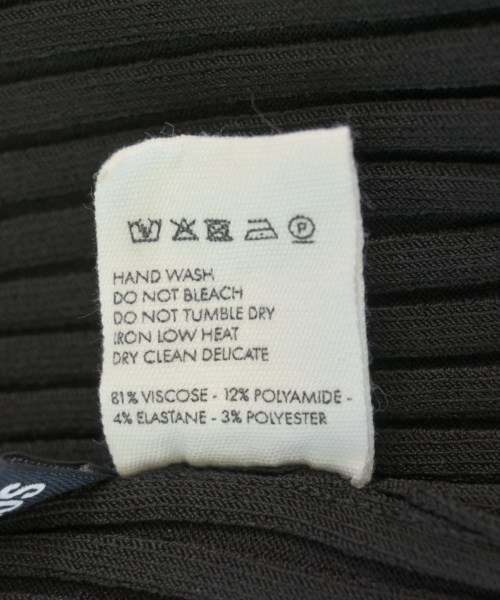 HAND WASH
DO NOT BLEACH
DO NOT TUMBLE DRY
IRON LOW HEAT
DRY CLEAN DELICATE
81% VISCOSE - 12% POLYAMIDE -
4% ELASTANE - 3% POLYESTER